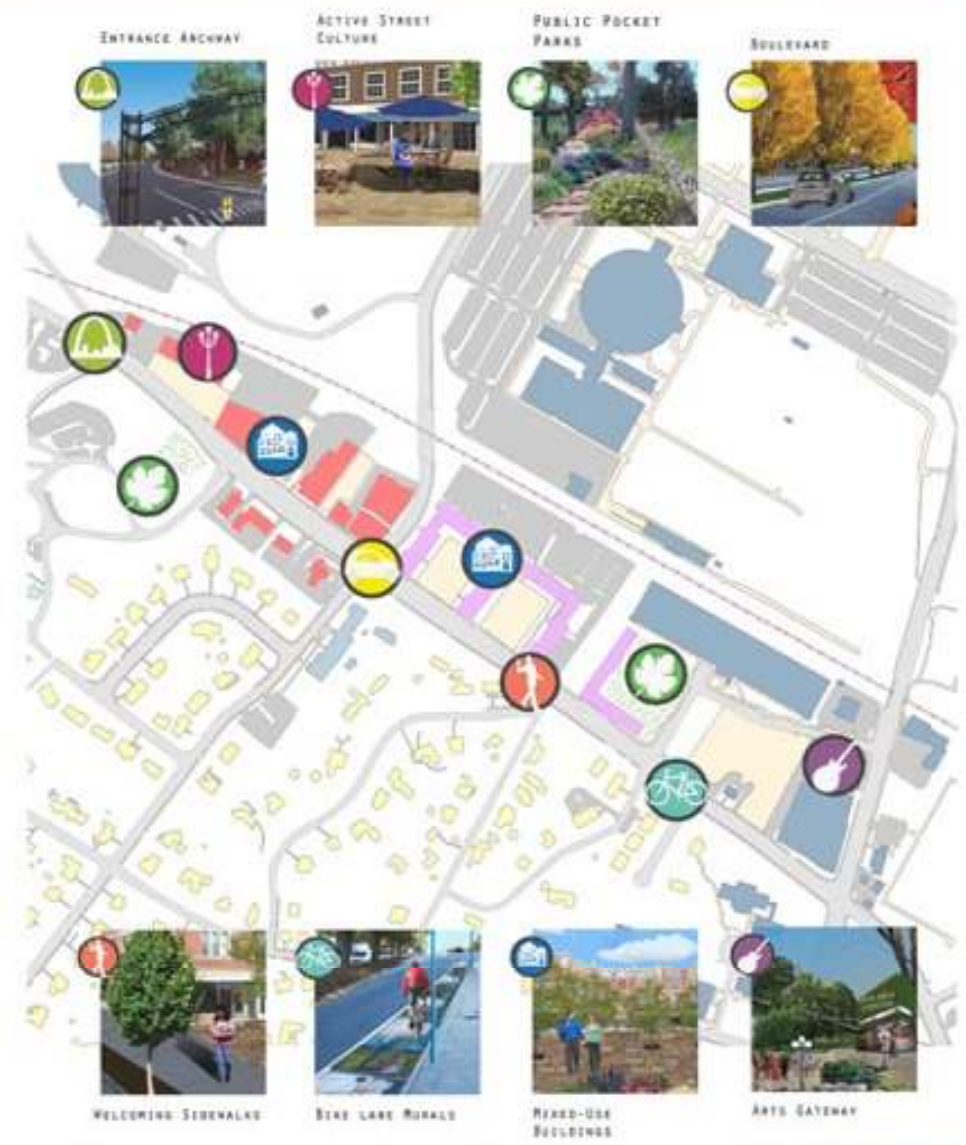 ENTRANCE ARCHWAY
ACTIVE STREET
CULTURE
PUBLIC POCKET
PARKS
BOULEVARD
WELCOMING SIDEWALKS
BIKE LANE MURALS
MIXED-USE
BUILDINGS
ARTS GATEWAY